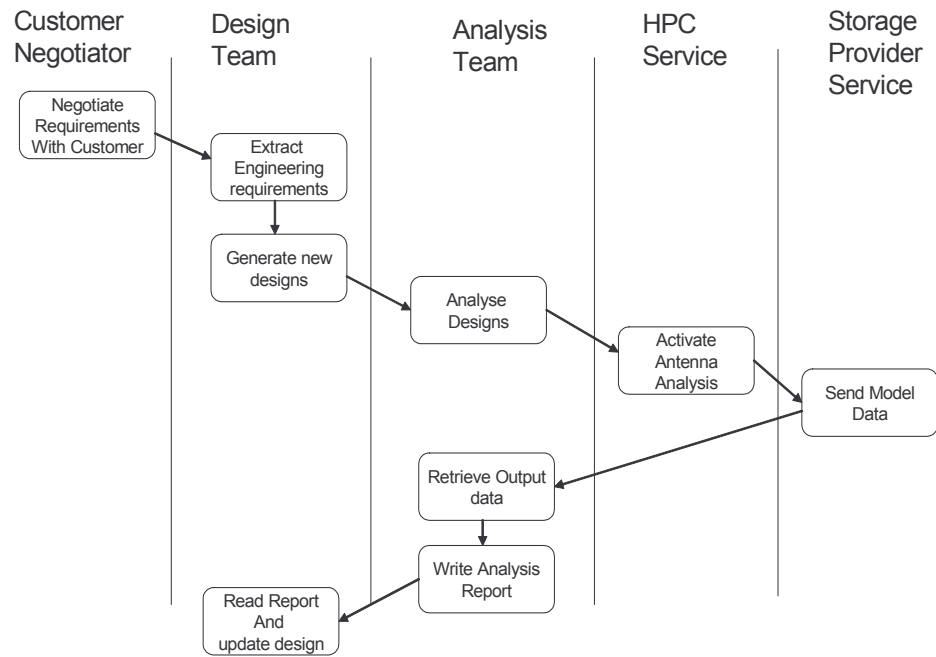 Customer
Negotiator
Design
Team
Analysis
Team
HPC
Service
Storage
Provider
Service
Negotiate
Requirements
With Customer
Extract
Engineering
requirements
Generate new
designs
Analyse
Designs
Activate
Antenna
Analysis
Send Model
Data
Retrieve Output
data
Write Analysis
Report
Read Report
And
update design